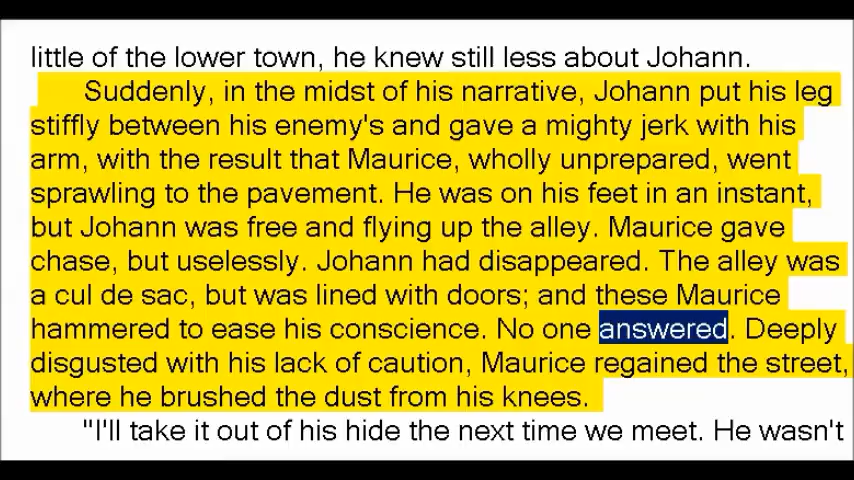 little of the lower town, he knew still less about Johann.
Suddenly, in the midst of his narrative, Johann put his leg
stiffly between his enemy's and gave a mighty jerk with his
arm, with the result that Maurice, wholly unprepared, went
sprawling to the pavement. He was on his feet in an instant,
but Johann was free and flying up the alley. Maurice gave
chase, but uselessly. Johann had disappeared. The alley was
a cul de sac, but was lined with doors; and these Maurice
hammered to ease his conscience. No one answered. Deeply
disgusted with his lack of caution, Maurice regained the street,
where he brushed the dust from his knees.
"I'll take it out of his hide the next time we meet. He wasn't